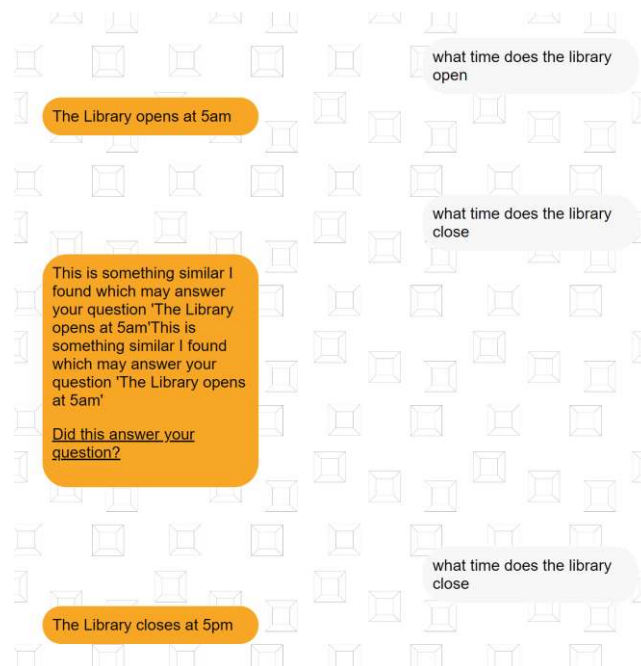 what time does the library
open
The Library opens at 5am
what time does the library
close
This is something similar I
found which may answer
your question 'The Library
opens at 5am'This is
something similar I found
which may answer your
question 'The Library opens
at 5am'
Did this answer your
question?
what time does the library
close
The Library closes at 5pm